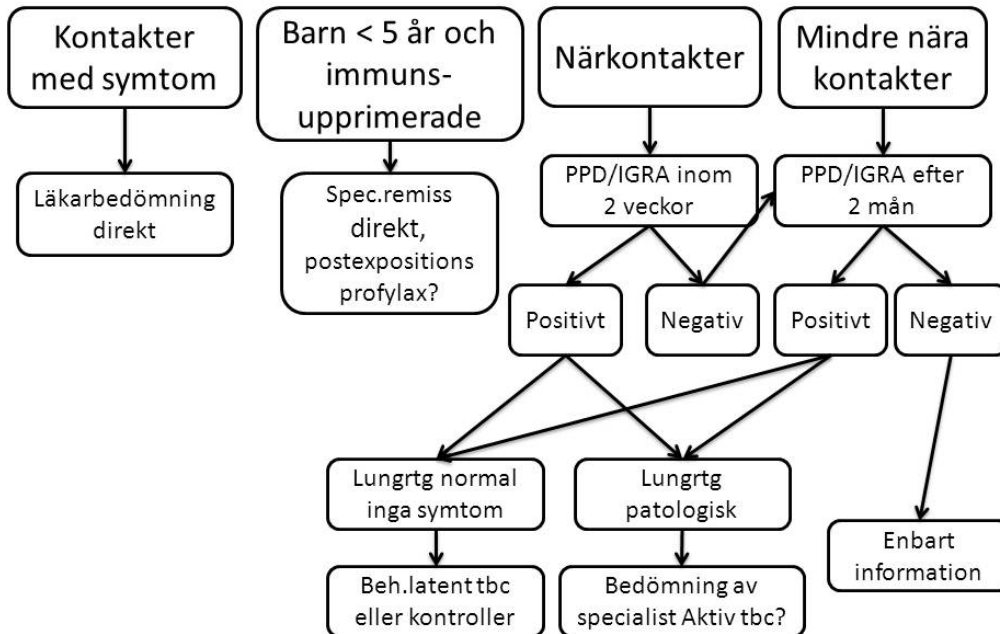 Kontakter
med symtom
Barn < 5 år och
immuns-
upprimerade
Närkontakter
Mindre nära
kontakter
Läkarbedömning
direkt
Spec.remiss
direkt,
postexpositions
profylax?
PPD/IGRA inom
2 veckor
PPD/IGRA efter
2 mån
Positivt
Negativ
Positivt
Negativ
Lungrtg normal
inga symtom
Lungrtg
patologisk
Enbart
information
Beh.latent tbc
eller kontroller
Bedömning av
specialist Aktiv tbc?